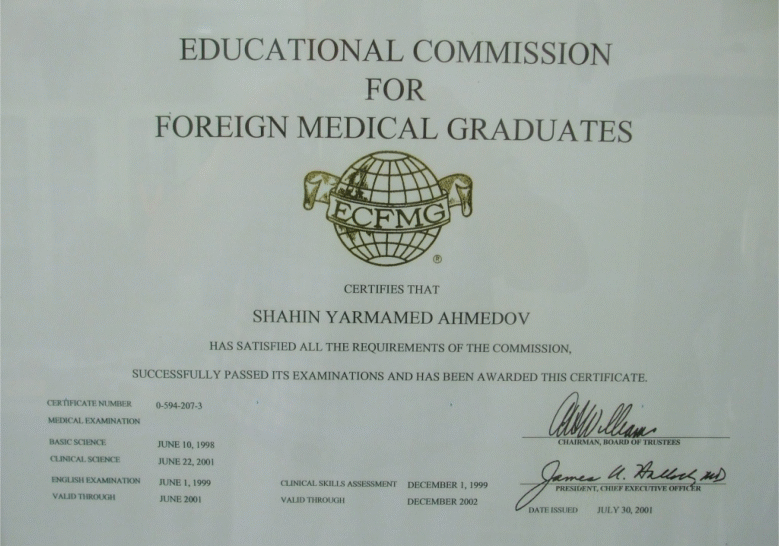 EDUCATIONAL COMMISSION
FOR
FOREIGN MEDICAL GRADUATES
ECFMG
®
CERTIFIES THAT
SHAHIN YARMAMED AHMEDOV
HAS SATISFIED ALL THE REQUIREMENTS OF THE COMMISSION,
SUCCESSFULLY PASSED ITS EXAMINATIONS AND HAS BEEN AWARDED THIS CERTIFICATE.
CERTIFICATE NUMBER 0-594-207-3
MEDICAL EXAMINATION
BASIC SCIENCE JUNE 10, 1998
CLINICAL SCIENCE JUNE 22, 2001
ENGLISH EXAMINATION JUNE 1, 1999 CLINICAL SKILLS ASSESSMENT DECEMBER 1, 1999
VALID THROUGH JUNE 2001 VALID THROUGH DECEMBER 2002
Williams
CHAIRMAN, BOARD OF TRUSTEES
James A. Hallock MD
PRESIDENT, CHIEF EXECUTIVE OFFICER
DATE ISSUED JULY 30, 2001